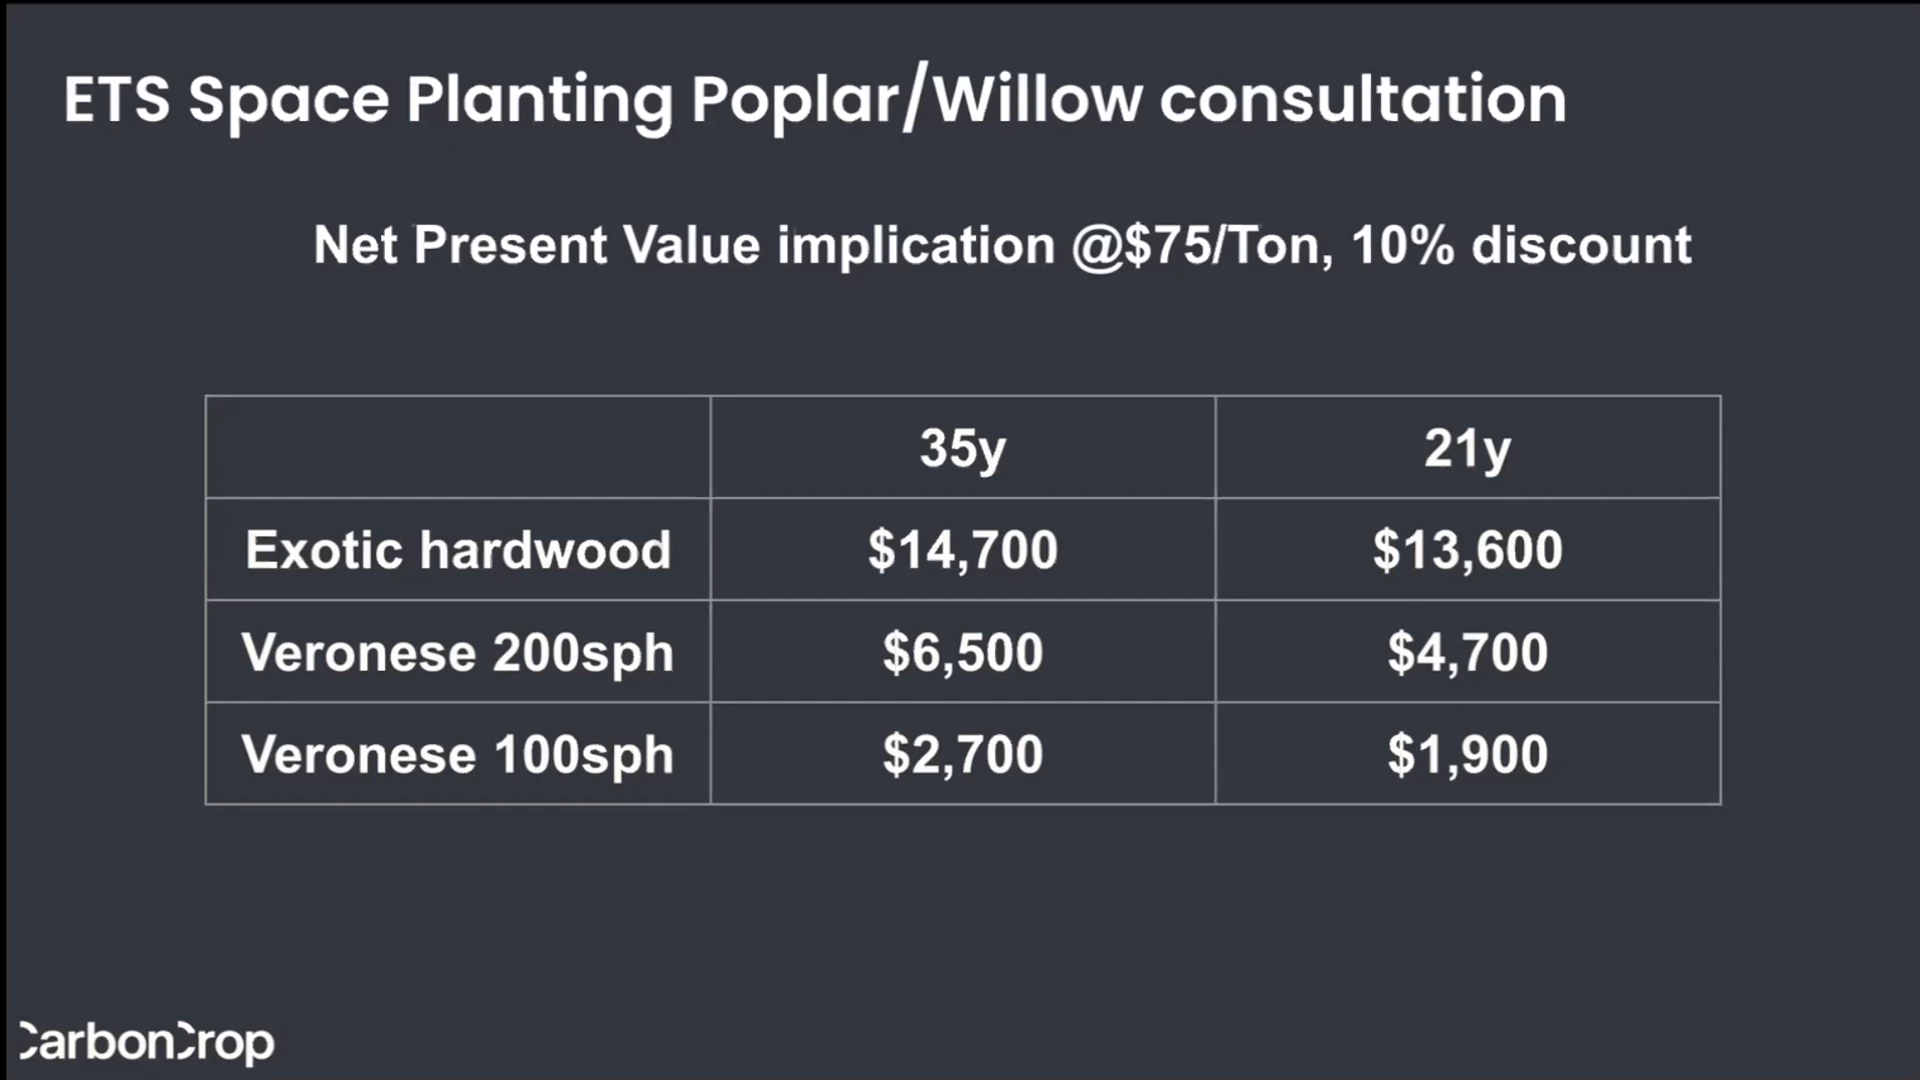 ETS Space Planting Poplar/Willow consultation
Net Present Value implication @$75/Ton, 10% discount
35y 21y
Exotic hardwood $14,700 $13,600
Veronese 200sph $6,500 $4,700
Veronese 100sph $2,700 $1,900
CarbonCrop